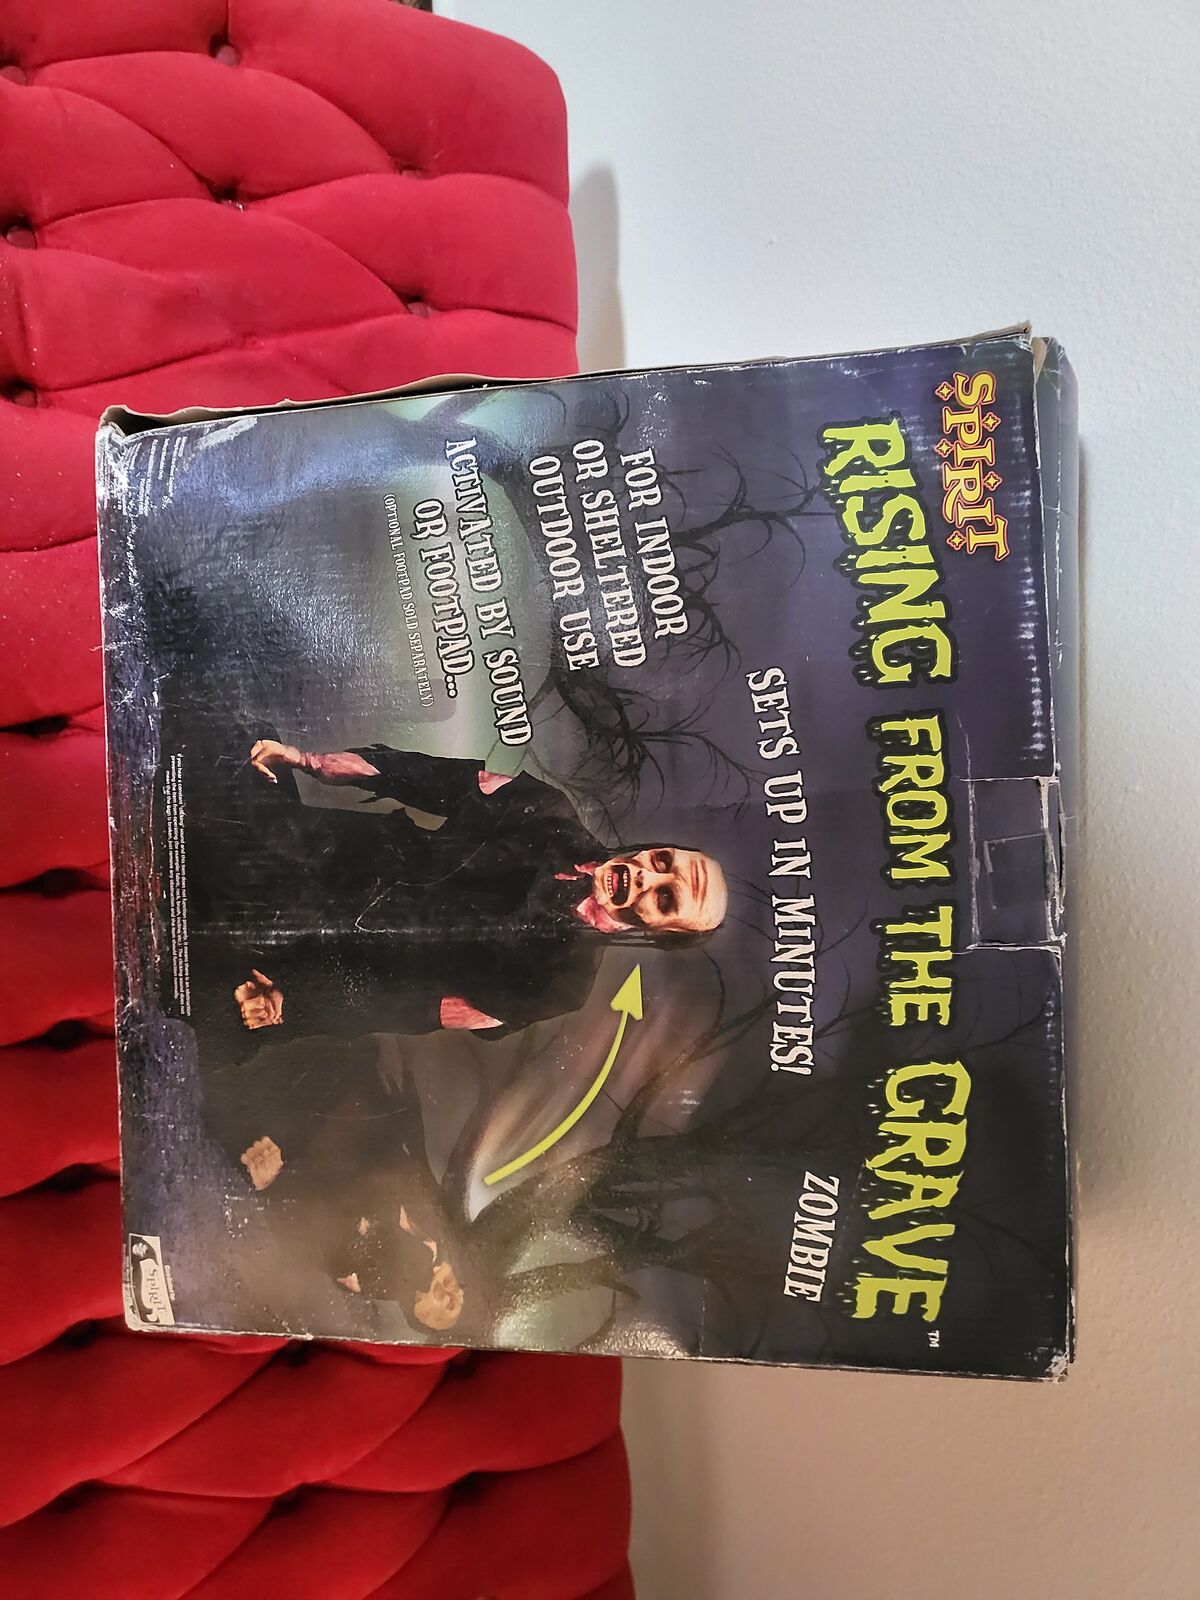 SPIRIT
RISING FROM THE GRAVE™
ZOMBIE
SETS UP IN MINUTES!
FOR INDOOR
OR SHELTERED
OUTDOOR USE
ACTIVATED BY SOUND
OR FOOTPAD...
(OPTIONAL FOOTPAD SOLD SEPARATELY)
SPIRIT